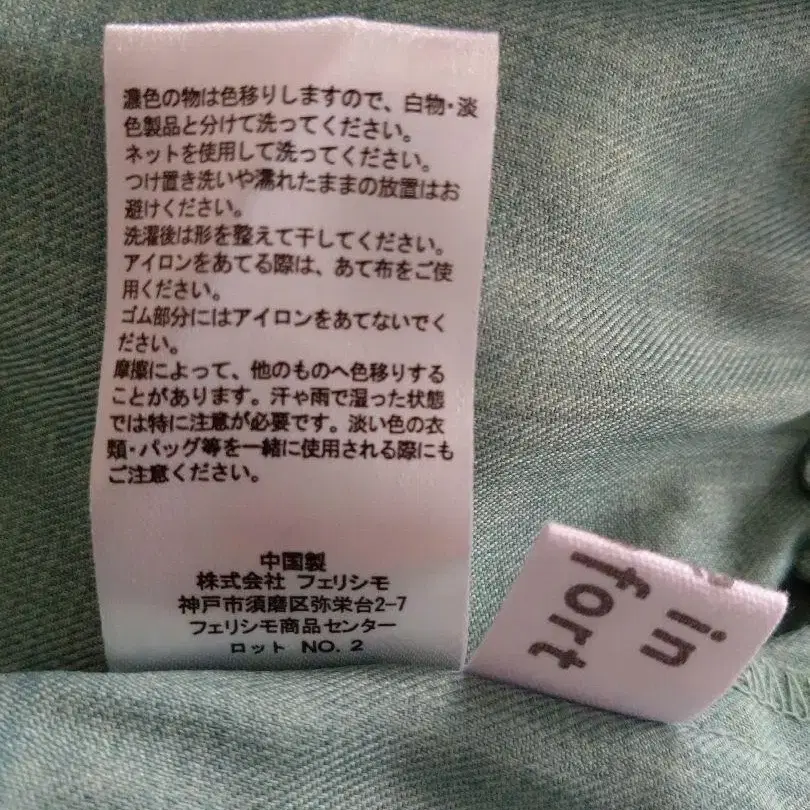 濃色の物は色移りしますので、白物・淡
色製品と分けて洗ってください。
ネットを使用して洗ってください。
つけ置き洗いや濡れたままの放置はお
避けください。
洗濯後は形を整えて干してください。
アイロンをあてる際は、あて布をご使
用ください。
ゴム部分にはアイロンをあてないでく
ださい。
摩擦によって、他のものへ色移りする
ことがあります。汗や雨で湿った状態
では特に注意が必要です。淡い色の衣
類・バッグ等を一緒に使用される際にも
ご注意ください。
中国製
株式会社 フェリシモ
神戸市須磨区弥栄台2-7
フェリシモ商品センター
ロット NO. 2
in
fort